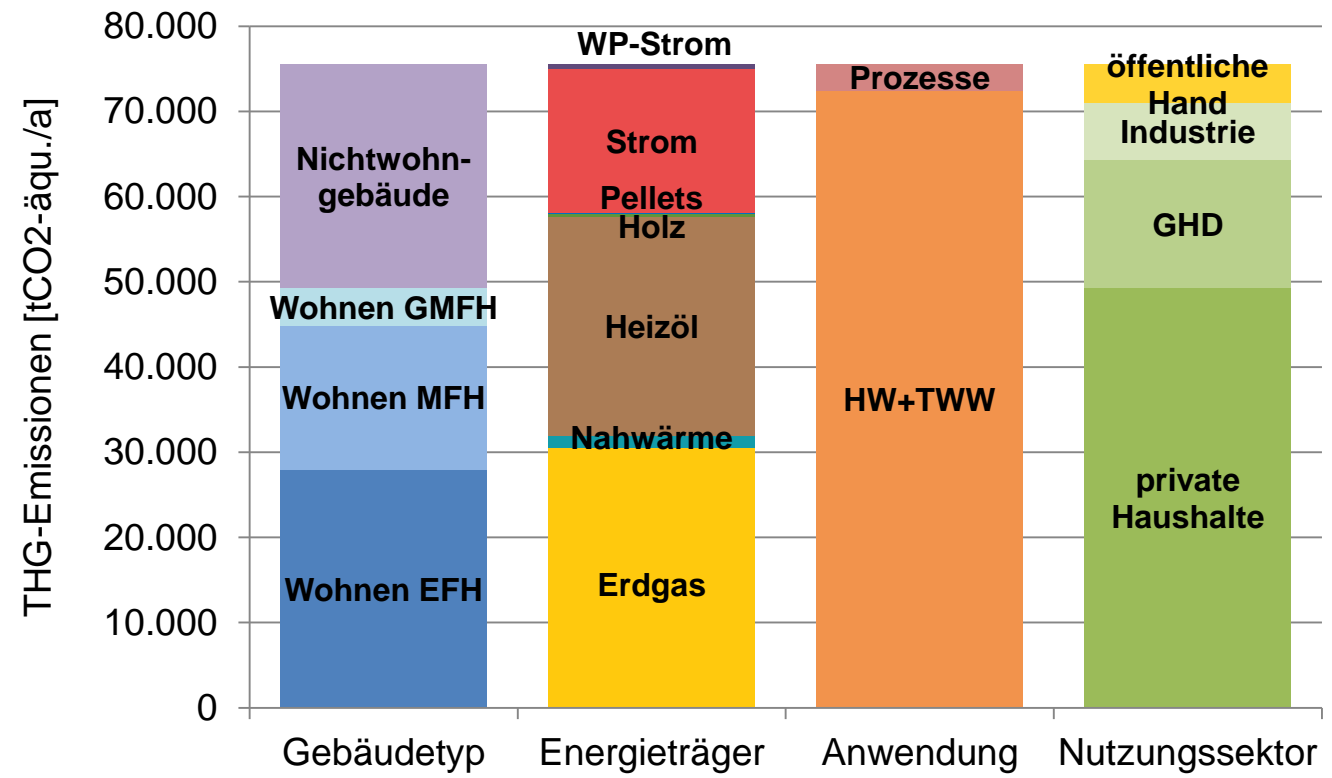 THG-Emissionen [tCO2-äqu./a]
80.000
70.000
60.000
50.000
40.000
30.000
20.000
10.000
0
Nichtwohn-
gebäude
Wohnen GMFH
Wohnen MFH
Wohnen EFH
WP-Strom
Strom
Pellets
Holz
Heizöl
Nahwärme
Erdgas
Prozesse
HW+TWW
öffentliche
Hand
Industrie
GHD
private
Haushalte
Gebäudetyp
Energieträger
Anwendung
Nutzungssektor